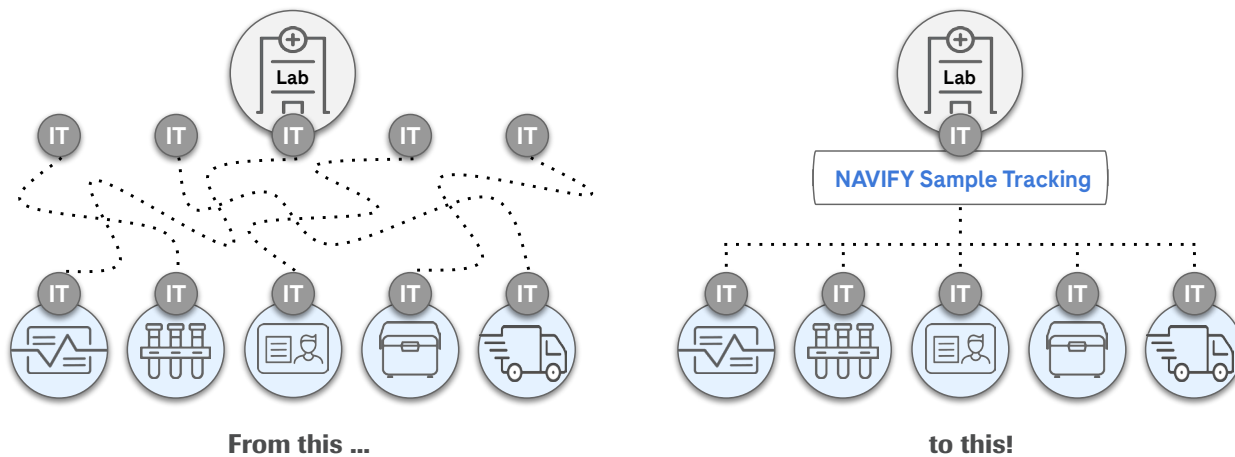 Lab
Lab
IT IT IT IT IT
IT
NAVIFY Sample Tracking
IT IT IT IT IT
IT IT IT IT IT
From this ...
to this!